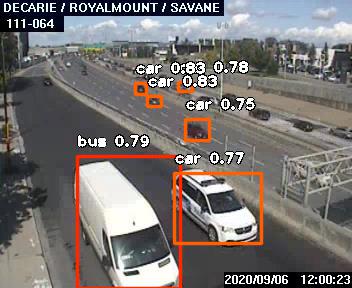 DECARIE / ROYALMOUNT / SAVANE
111-064
car 0.83 0.78
car 0.83
car 0.75
bus 0.79
car 0.77
2020/09/06 12:00:23